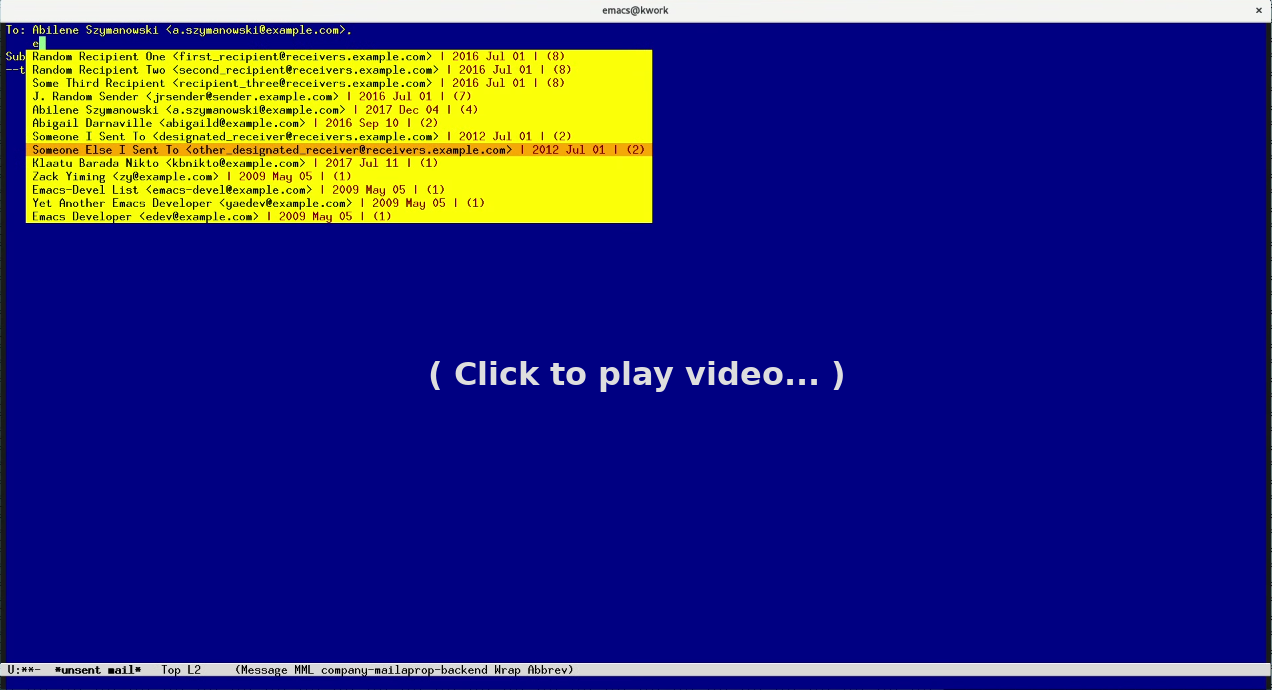 emacs@kwork ×
To: Abilene Szymanowski <a.szymanowski@example.com>,
e
Sub
--t
Random Recipient One <first_recipient@receivers.example.com> | 2016 Jul 01 | (8)
Random Recipient Two <second_recipient@receivers.example.com> | 2016 Jul 01 | (8)
Some Third Recipient <recipient_three@receivers.example.com> | 2016 Jul 01 | (8)
J. Random Sender <jrsender@sender.example.com> | 2016 Jul 01 | (7)
Abilene Szymanowski <a.szymanowski@example.com> | 2017 Dec 04 | (4)
Abigail Darnaville <abigaild@example.com> | 2016 Sep 10 | (2)
Someone I Sent To <designated_receiver@receivers.example.com> | 2012 Jul 01 | (2)
Someone Else I Sent To <other_designated_receiver@receivers.example.com> | 2012 Jul 01 | (2)
Klaatu Barada Nikto <kbnikto@example.com> | 2017 Jul 11 | (1)
Zack Yiming <zy@example.com> | 2009 May 05 | (1)
Emacs-Devel List <emacs-devel@example.com> | 2009 May 05 | (1)
Yet Another Emacs Developer <yaedev@example.com> | 2009 May 05 | (1)
Emacs Developer <edev@example.com> | 2009 May 05 | (1)
( Click to play video... )
U:**-  *unsent mail*   Top L2     (Message MML company-mailaprop-backend Wrap Abbrev)